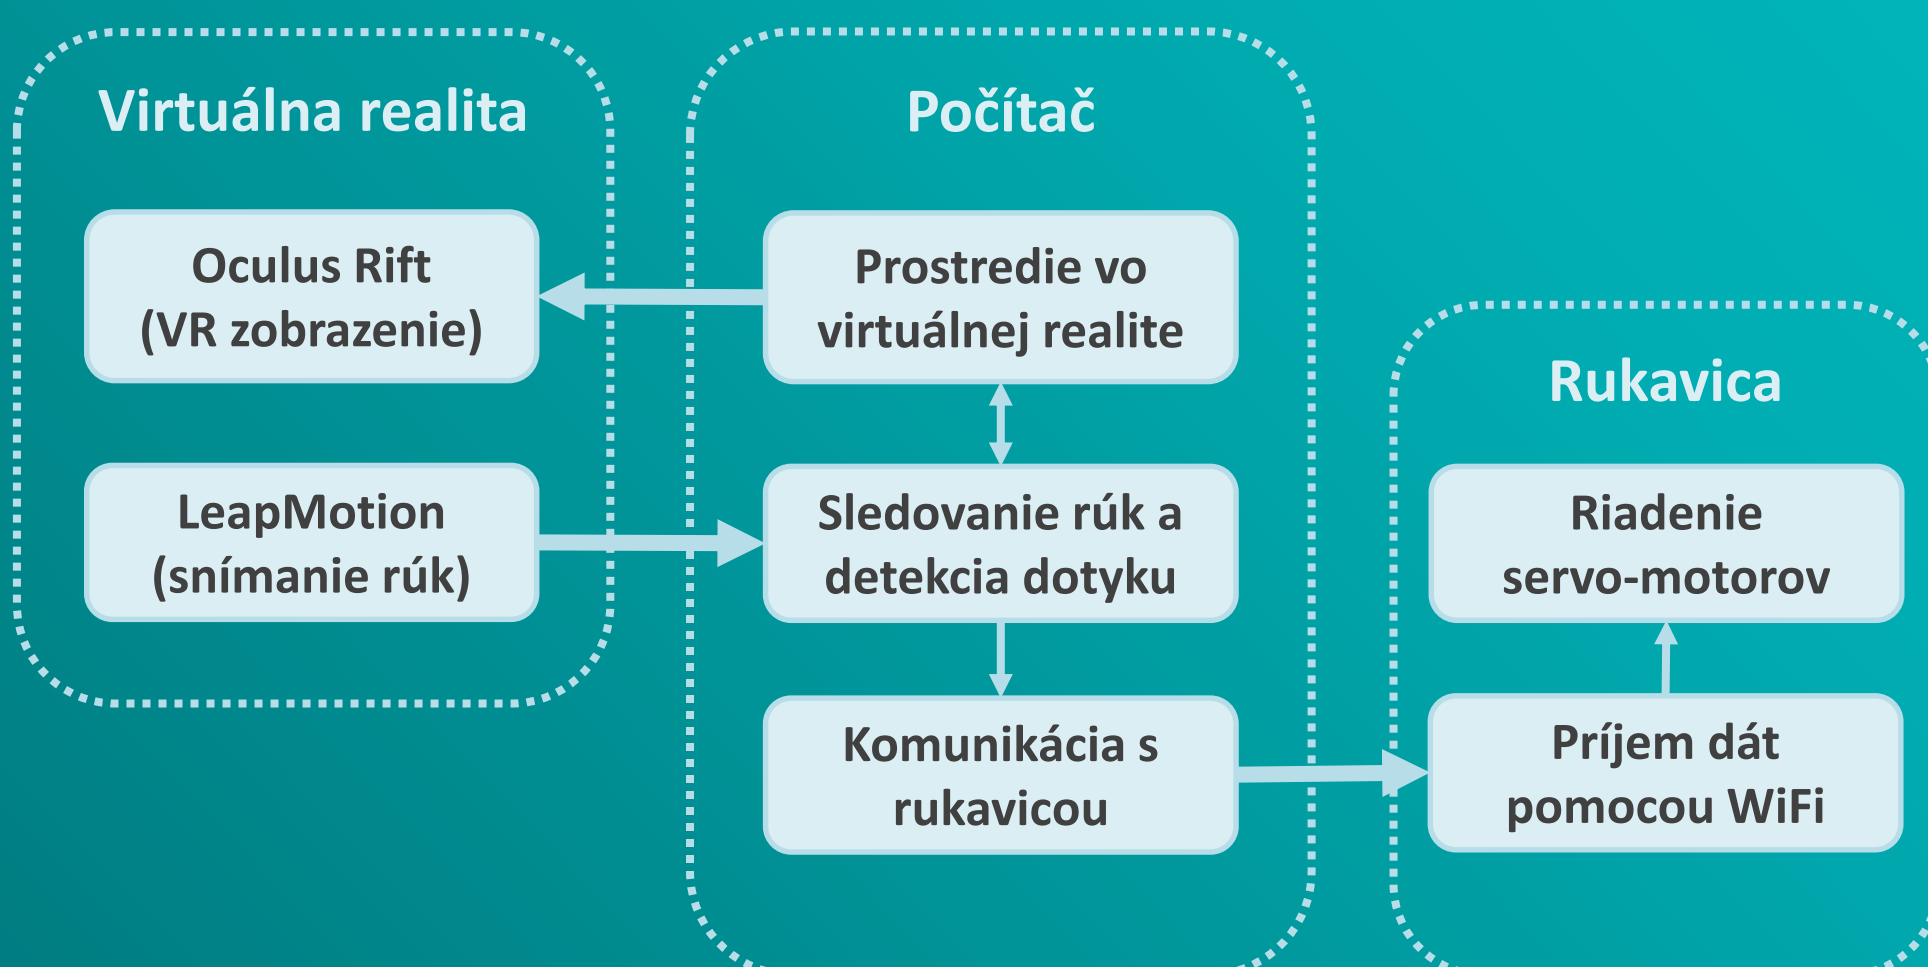 Virtuálna realita
Oculus Rift
(VR zobrazenie)
LeapMotion
(snímanie rúk)
Počítač
Prostredie vo
virtuálnej realite
Sledovanie rúk a
detekcia dotyku
Komunikácia s
rukavicou
Rukavica
Riadenie
servo-motorov
Príjem dát
pomocou WiFi